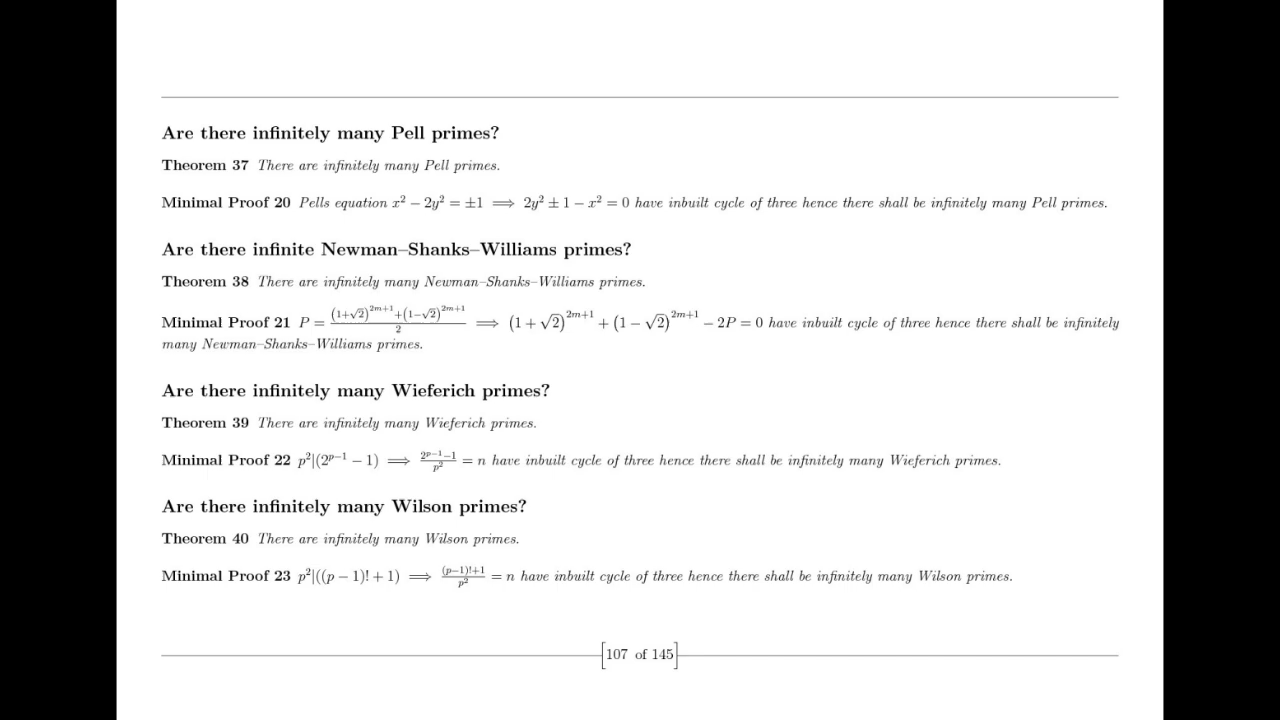 Are there infinitely many Pell primes?
Theorem 37 There are infinitely many Pell primes.
Minimal Proof 20 Pells equation x² − 2y² = ±1 ⟹ 2y² ± 1 − x² = 0 have inbuilt cycle of three hence there shall be infinitely many Pell primes.
Are there infinite Newman–Shanks–Williams primes?
Theorem 38 There are infinitely many Newman–Shanks–Williams primes.
Minimal Proof 21 P = ((1+√2)^{2m+1}+(1−√2)^{2m+1})/2 ⟹ (1 + √2)^{2m+1} + (1 − √2)^{2m+1} − 2P = 0 have inbuilt cycle of three hence there shall be infinitely
many Newman–Shanks–Williams primes.
Are there infinitely many Wieferich primes?
Theorem 39 There are infinitely many Wieferich primes.
Minimal Proof 22 p²|(2^{p−1} − 1) ⟹ (2^{p−1}−1)/p² = n have inbuilt cycle of three hence there shall be infinitely many Wieferich primes.
Are there infinitely many Wilson primes?
Theorem 40 There are infinitely many Wilson primes.
Minimal Proof 23 p²|((p − 1)! + 1) ⟹ ((p−1)!+1)/p² = n have inbuilt cycle of three hence there shall be infinitely many Wilson primes.
[107 of 145]